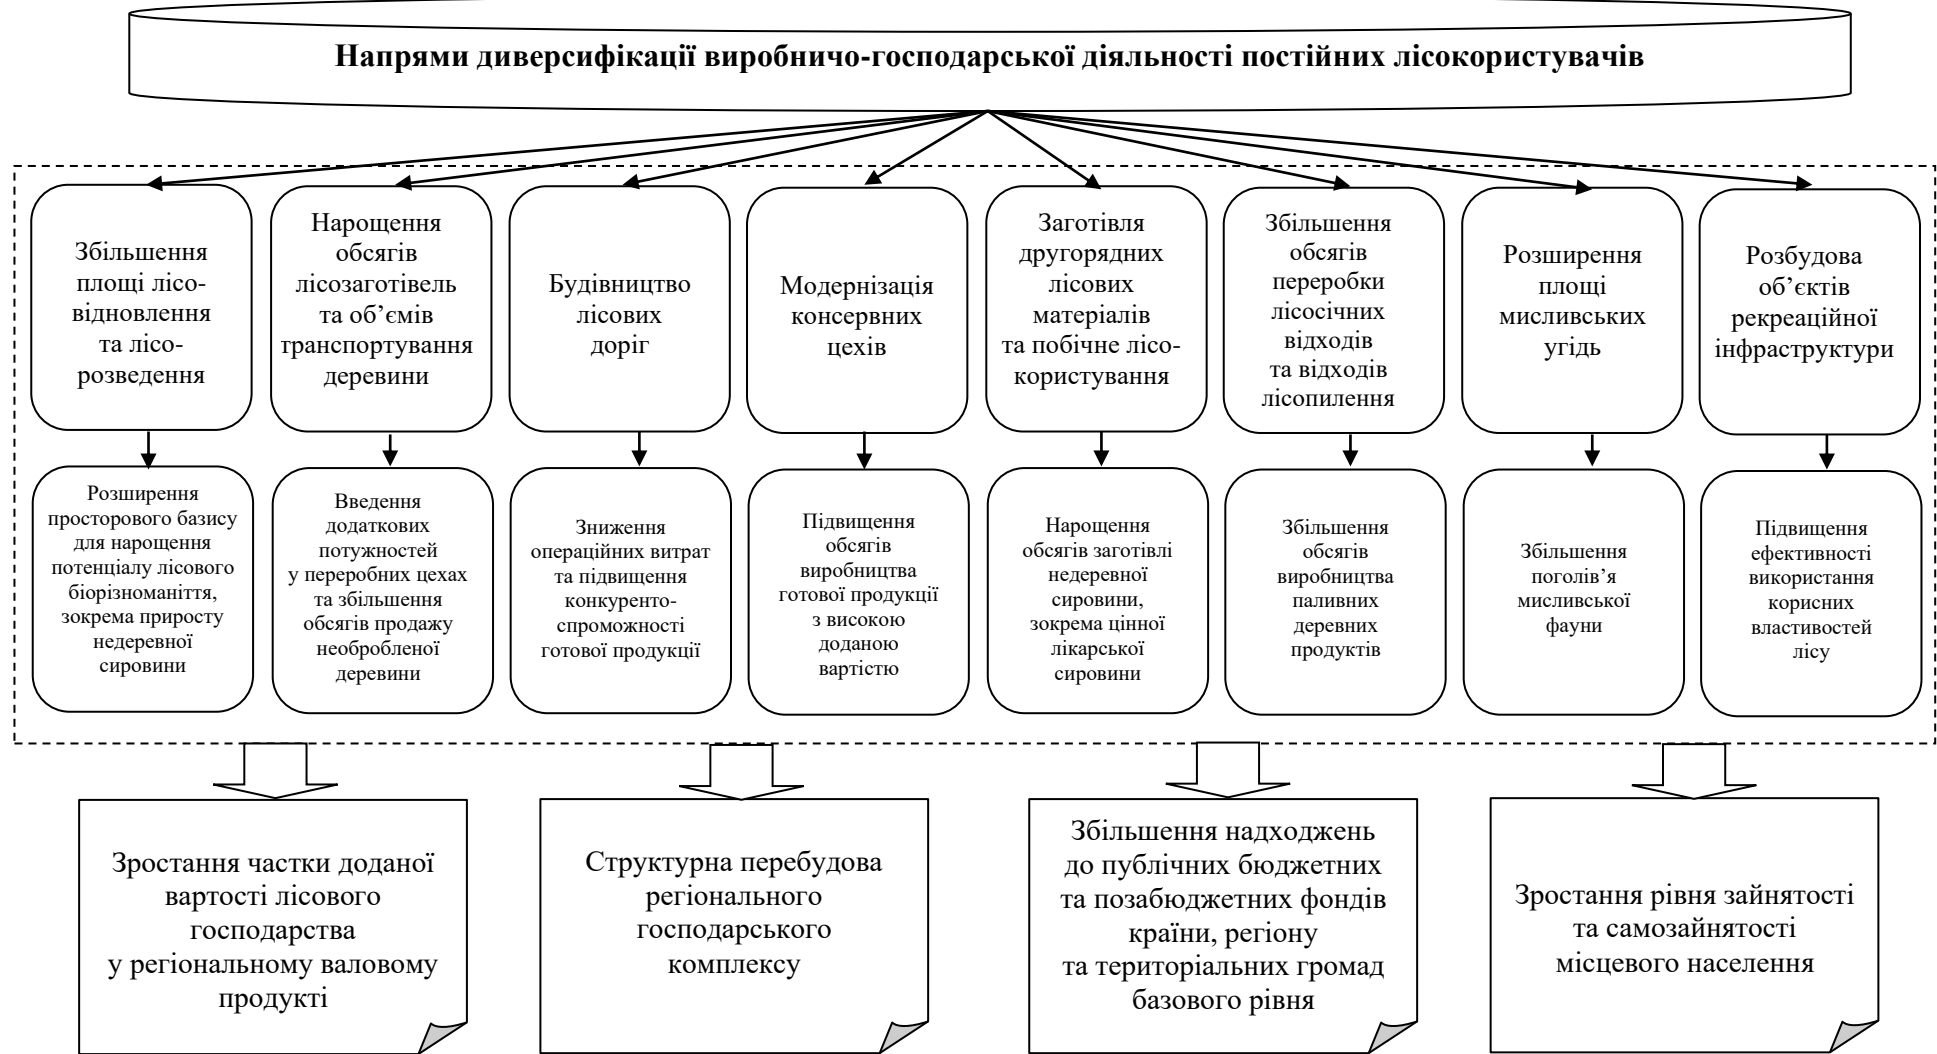 Напрями диверсифікації виробничо-господарської діяльності постійних лісокористувачів
Збільшення
площі лісо-
відновлення
та лісо-
розведення
Нарощення
обсягів
лісозаготівель
та об’ємів
транспортування
деревини
Будівництво
лісових
доріг
Модернізація
консервних
цехів
Заготівля
другорядних
лісових
матеріалів
та побічне лісо-
користування
Збільшення
обсягів
переробки
лісосічних
відходів
та відходів
лісопилення
Розширення
площі
мисливських
угідь
Розбудова
об’єктів
рекреаційної
інфраструктури
Розширення
просторового базису
для нарощення
потенціалу лісового
біорізноманіття,
зокрема приросту
недеревної
сировини
Введення
додаткових
потужностей
у переробних цехах
та збільшення
обсягів продажу
необробленої
деревини
Зниження
операційних витрат
та підвищення
конкуренто-
спроможності
готової продукції
Підвищення
обсягів
виробництва
готової продукції
з високою
доданою
вартістю
Нарощення
обсягів заготівлі
недеревної
сировини,
зокрема цінної
лікарської
сировини
Збільшення
обсягів
виробництва
паливних
деревних
продуктів
Збільшення
поголів’я
мисливської
фауни
Підвищення
ефективності
використання
корисних
властивостей
лісу
Зростання частки доданої
вартості лісового
господарства
у регіональному валовому
продукті
Структурна перебудова
регіонального
господарського
комплексу
Збільшення надходжень
до публічних бюджетних
та позабюджетних фондів
країни, регіону
та територіальних громад
базового рівня
Зростання рівня зайнятості
та самозайнятості
місцевого населення